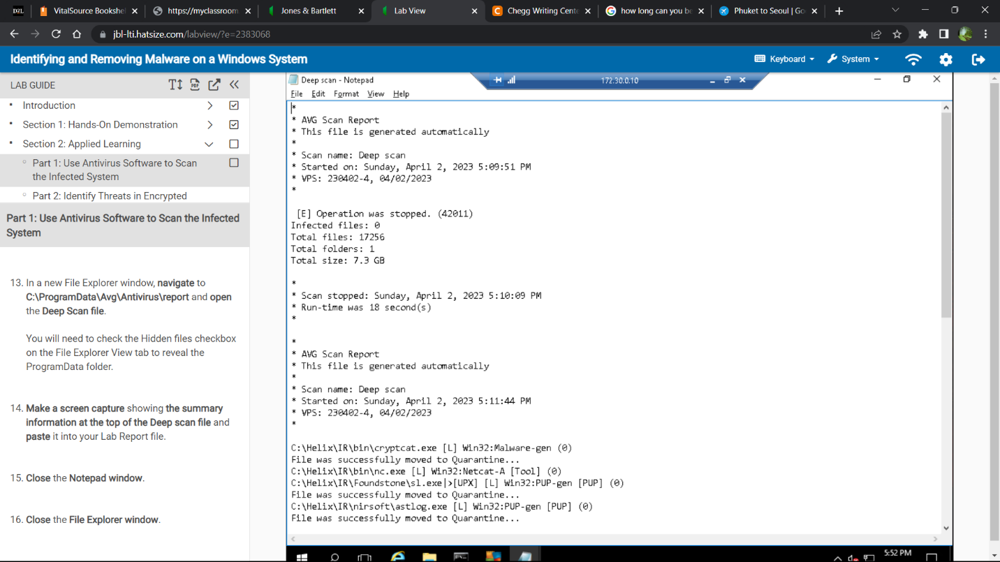 D2L
VitalSource Bookshel
https://myclassroom
Jones & Bartlett
Lab View
Chegg Writing Cente
how long can you be
Phuket to Seoul | Go
jbl-lti.hatsize.com/labview/?e=2383068
Identifying and Removing Malware on a Windows System
Keyboard
System
LAB GUIDE
PDF
Introduction
Section 1: Hands-On Demonstration
Section 2: Applied Learning
Part 1: Use Antivirus Software to Scan
the Infected System
Part 2: Identify Threats in Encrypted
Part 1: Use Antivirus Software to Scan the Infected
System
13. In a new File Explorer window, navigate to
C:\ProgramData\Avg\Antivirus\report and open
the Deep Scan file.
You will need to check the Hidden files checkbox
on the File Explorer View tab to reveal the
ProgramData folder.
14. Make a screen capture showing the summary
information at the top of the Deep scan file and
paste it into your Lab Report file.
15. Close the Notepad window.
16. Close the File Explorer window.
Deep scan - Notepad
172.30.0.10
File Edit Format View Help
*
* AVG Scan Report
* This file is generated automatically
*
* Scan name: Deep scan
* Started on: Sunday, April 2, 2023 5:09:51 PM
* VPS: 230402-4, 04/02/2023
*
[E] Operation was stopped. (42011)
Infected files: 0
Total files: 17256
Total folders: 1
Total size: 7.3 GB
*
* Scan stopped: Sunday, April 2, 2023 5:10:09 PM
* Run-time was 18 second(s)
*
*
* AVG Scan Report
* This file is generated automatically
*
* Scan name: Deep scan
* Started on: Sunday, April 2, 2023 5:11:44 PM
* VPS: 230402-4, 04/02/2023
*
C:\Helix\IR\bin\cryptcat.exe [L] Win32:Malware-gen (0)
File was successfully moved to Quarantine...
C:\Helix\IR\bin\nc.exe [L] Win32:Netcat-A [Tool] (0)
C:\Helix\IR\Foundstone\sl.exe|>[UPX] [L] Win32:PUP-gen [PUP] (0)
File was successfully moved to Quarantine...
C:\Helix\IR\nirsoft\astlog.exe [L] Win32:PUP-gen [PUP] (0)
File was successfully moved to Quarantine...
5:52 PM